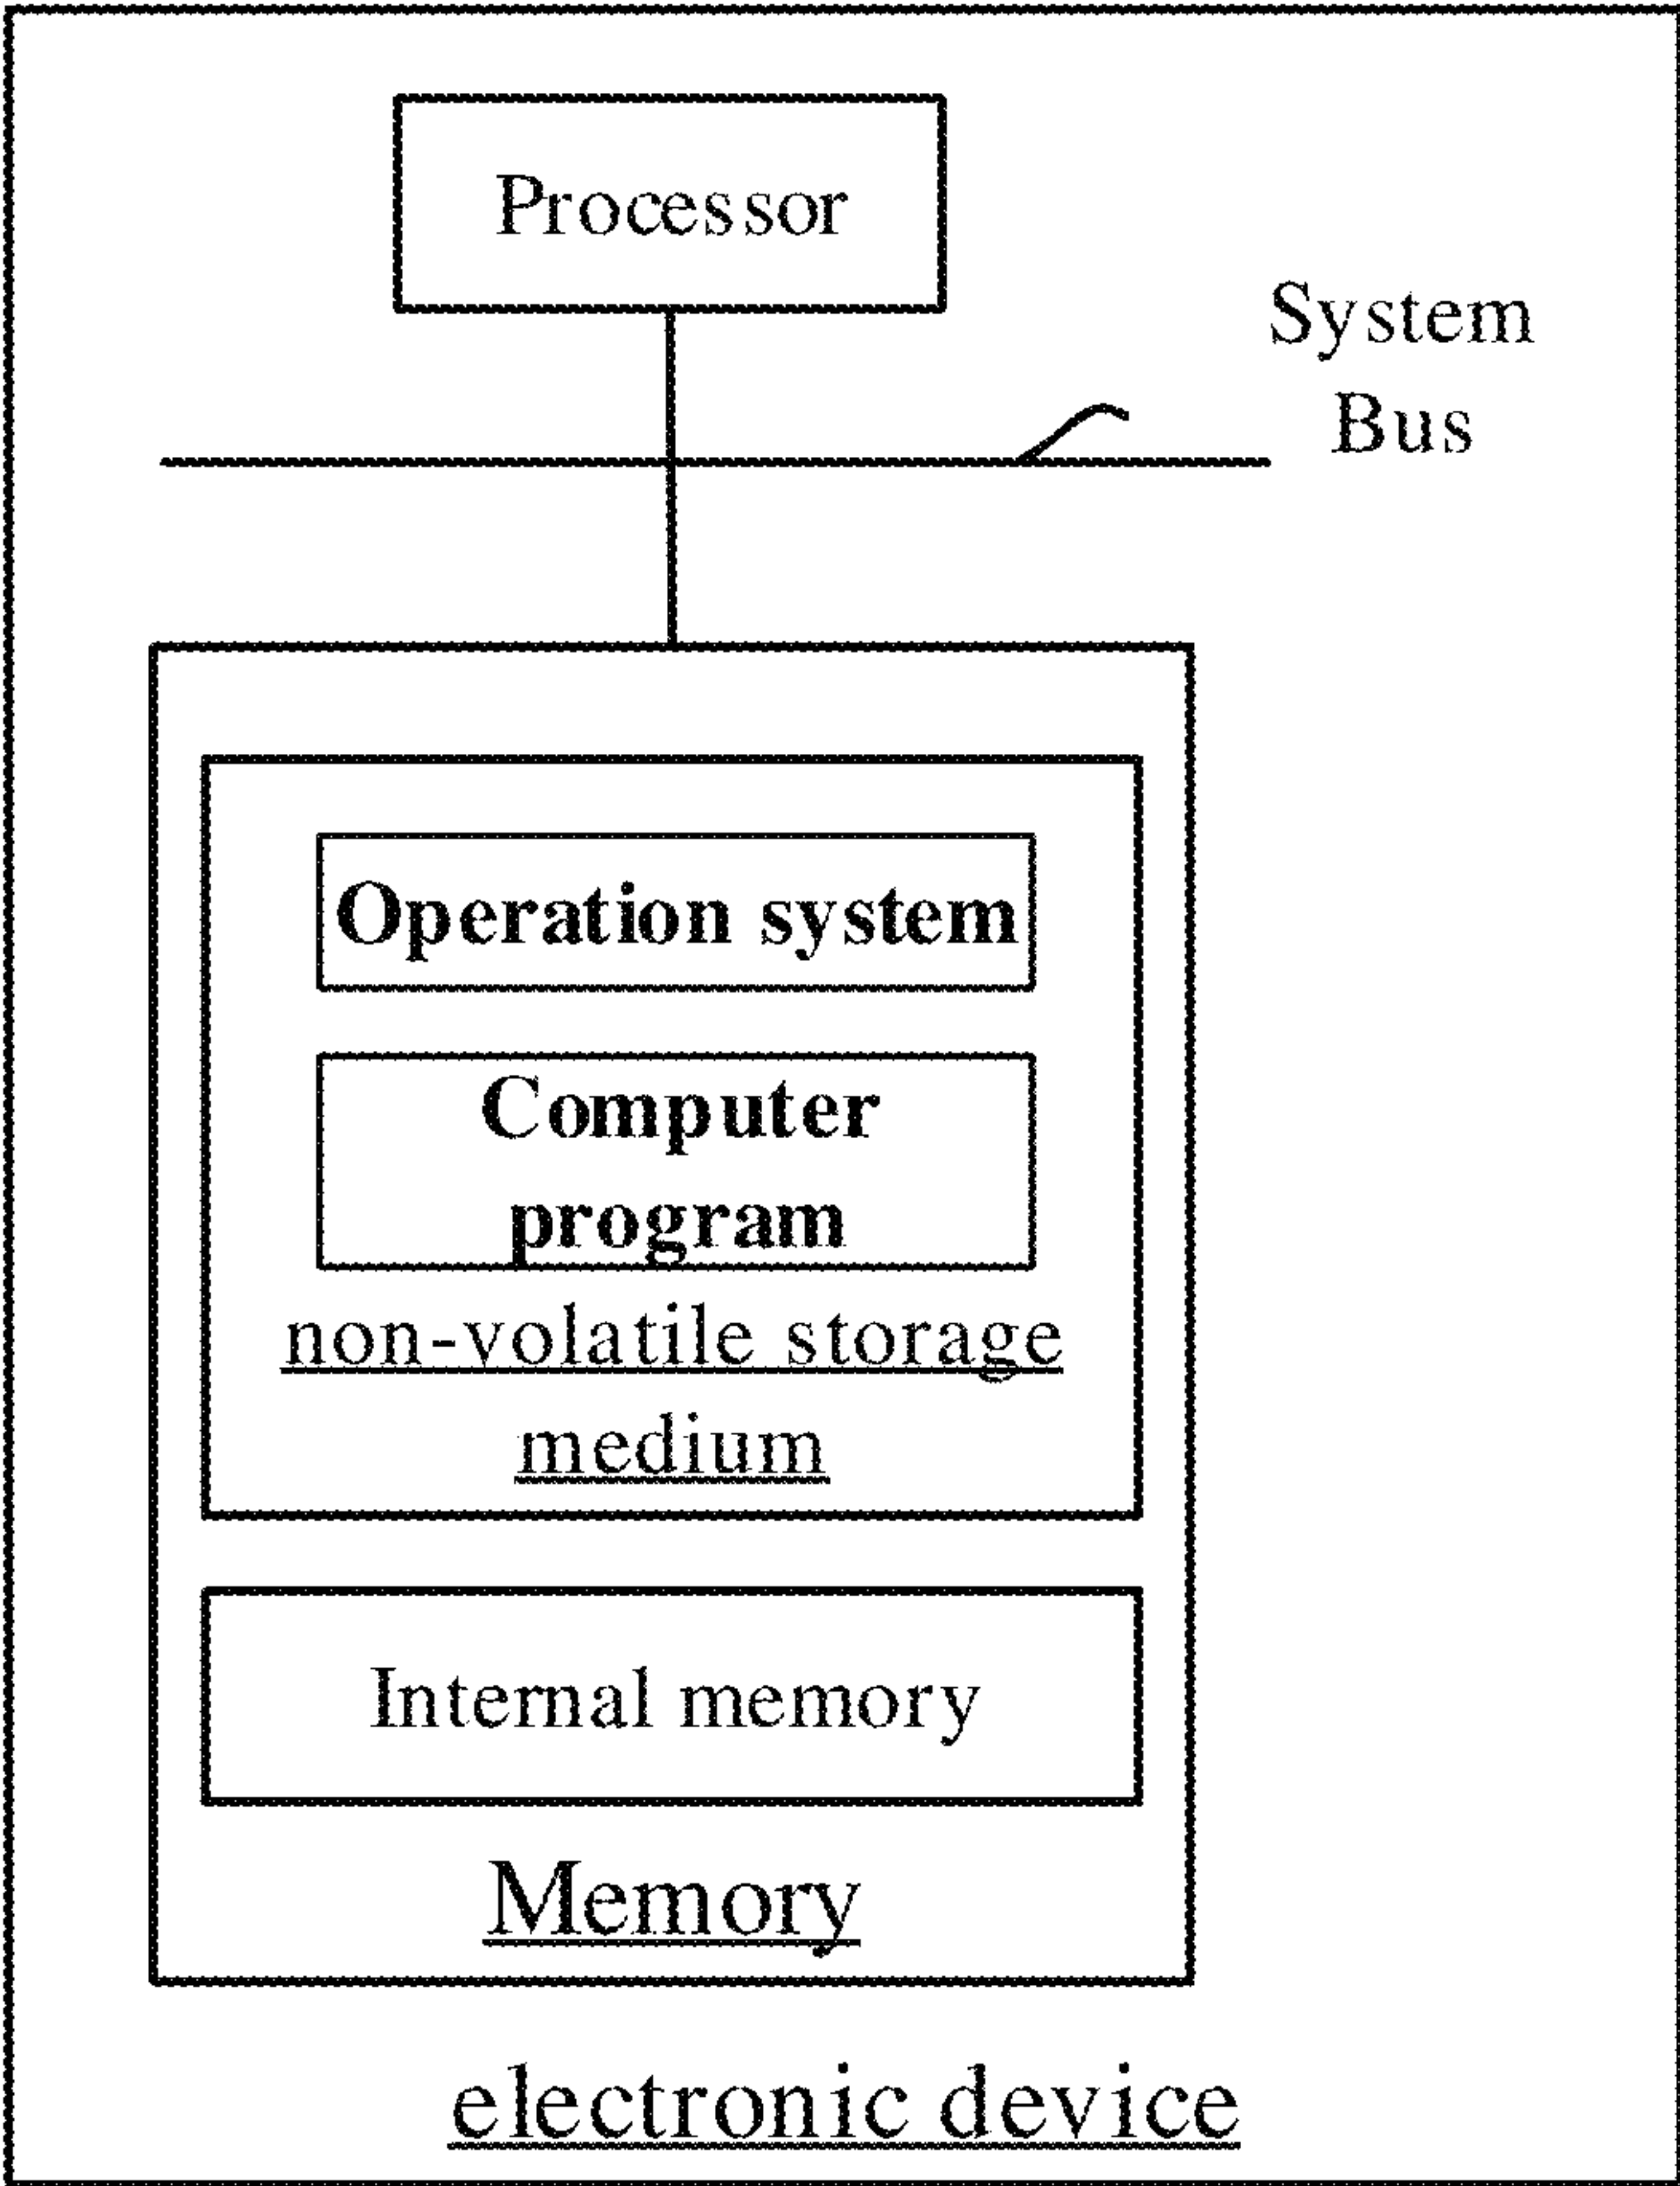 Processor
System
Bus
Operation system
Computer
program
non-volatile storage
medium
Internal memory
Memory
electronic device